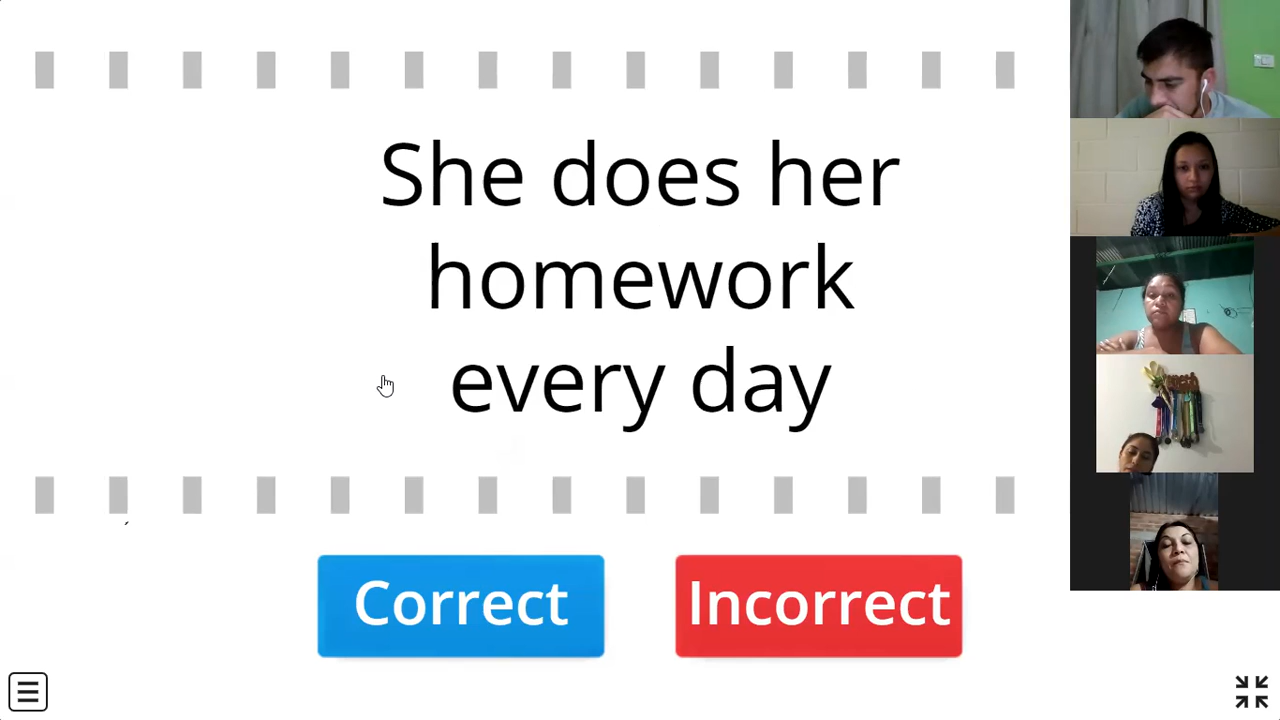 She does her
homework
every day
Correct
Incorrect